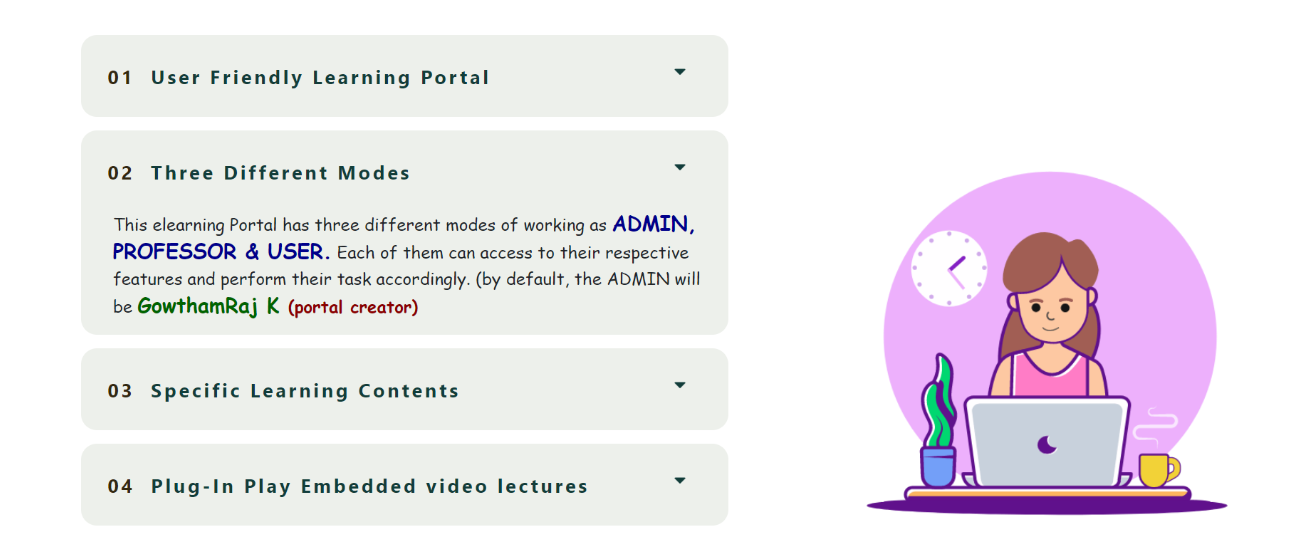 01 User Friendly Learning Portal
02 Three Different Modes
This elearning Portal has three different modes of working as ADMIN,
PROFESSOR & USER. Each of them can access to their respective
features and perform their task accordingly. (by default, the ADMIN will
be GowthamRaj K (portal creator)
03 Specific Learning Contents
04 Plug-In Play Embedded video lectures